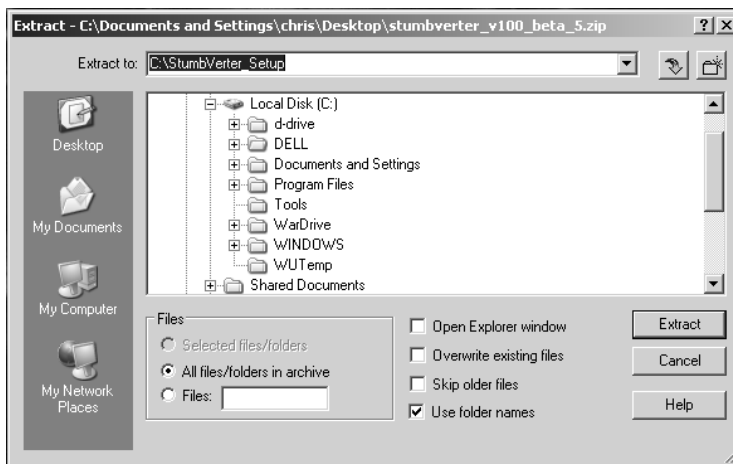 Extract - C:\Documents and Settings\chris\Desktop\stumbverter_v100_beta_5.zip
Extract to: C:\StumbVerter_Setup
Desktop
My Documents
My Computer
My Network
Places
Local Disk (C:)
d-drive
DELL
Documents and Settings
Program Files
Tools
WarDrive
WINDOWS
WUTemp
Shared Documents
Files
Selected files/folders
All files/folders in archive
Files:
Open Explorer window
Overwrite existing files
Skip older files
Use folder names
Extract
Cancel
Help